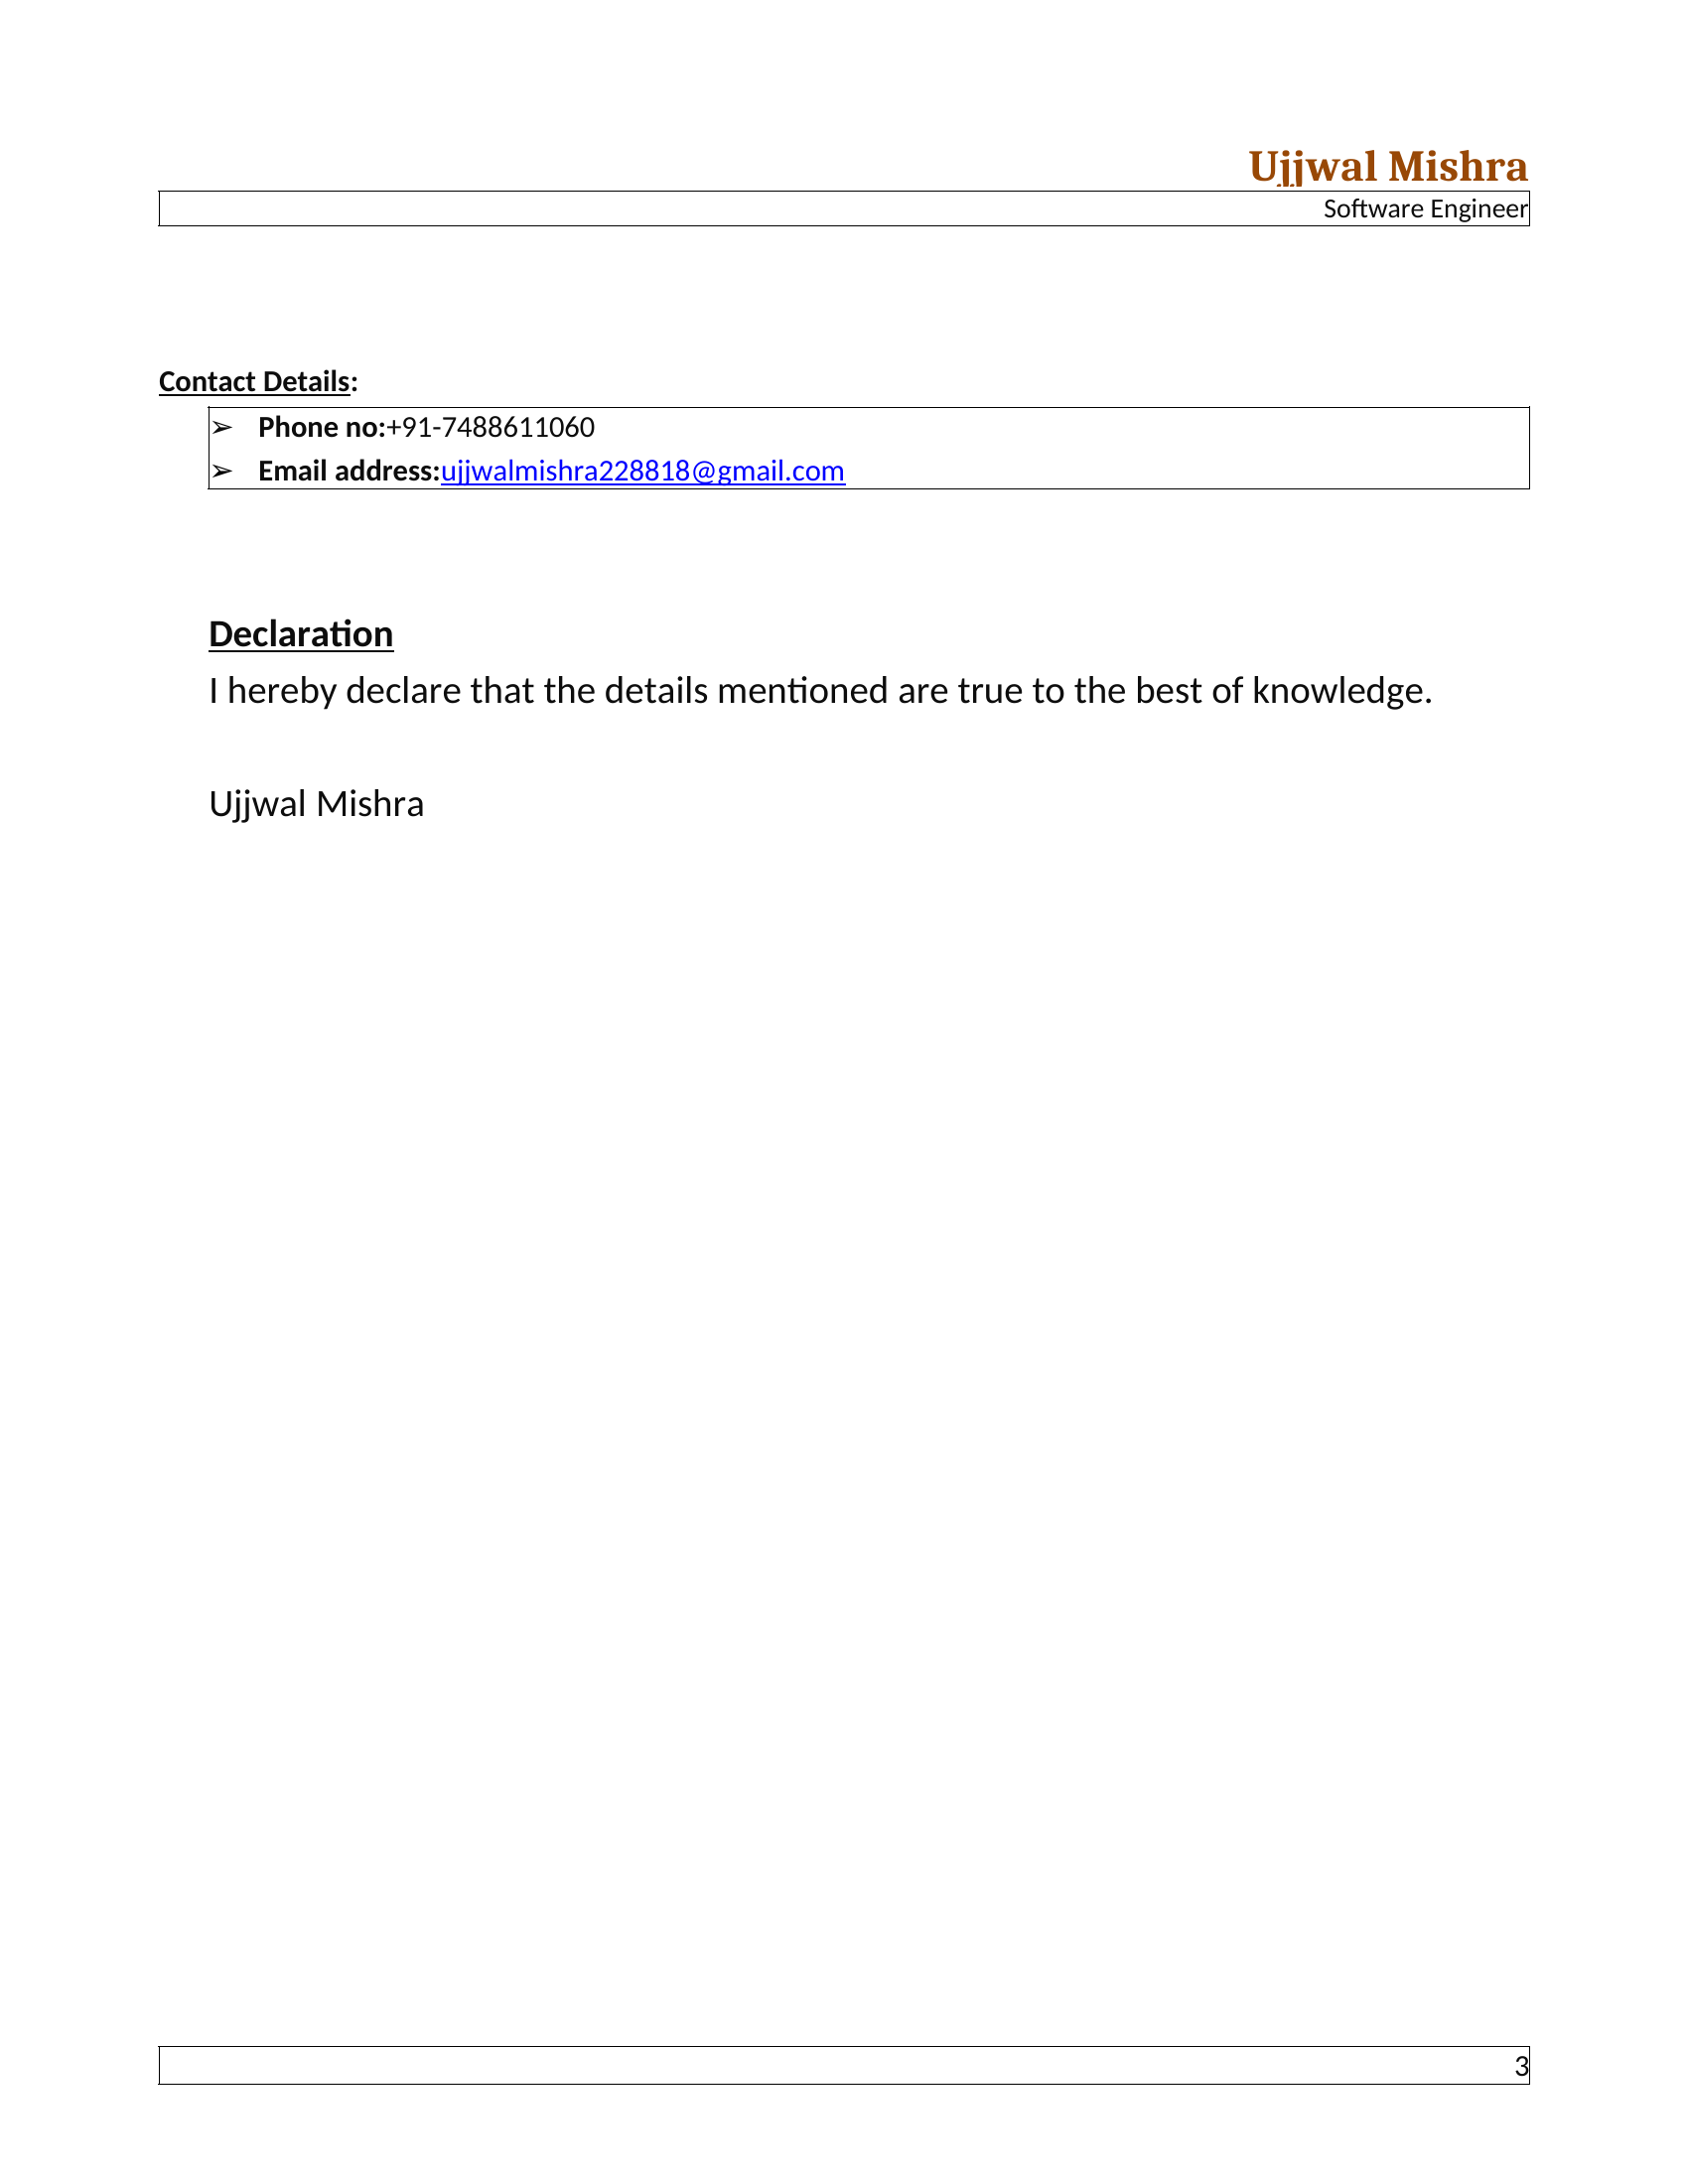 Ujjwal Mishra
Software Engineer
Contact Details:
➢ Phone no:+91-7488611060
➢ Email address:ujjwalmishra228818@gmail.com
Declaration
I hereby declare that the details mentioned are true to the best of knowledge.
Ujjwal Mishra
3